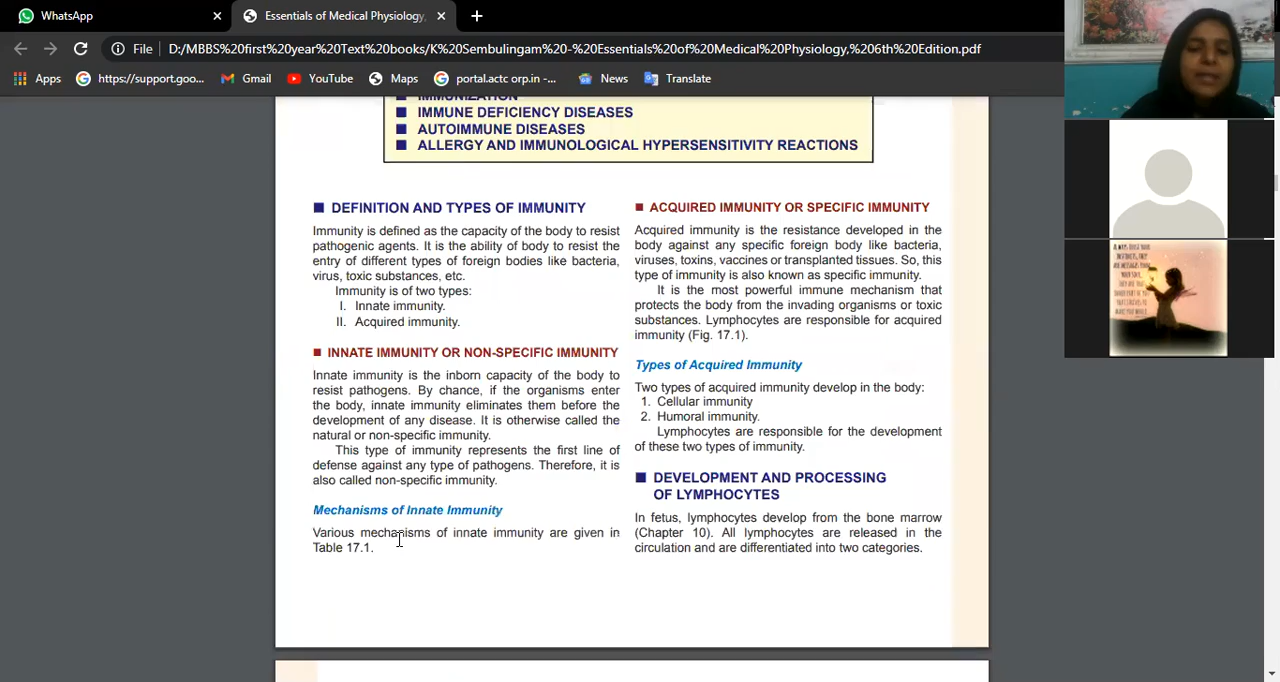 WhatsApp
Essentials of Medical Physiology,
File
D:/MBBS%20first%20year%20Text%20books/K%20Sembulingam%20-%20Essentials%20of%20Medical%20Physiology,%206th%20Edition.pdf
Apps
https://support.goo...
Gmail
YouTube
Maps
portal.actc orp.in -...
News
Translate
IMMUNIZATION
IMMUNE DEFICIENCY DISEASES
AUTOIMMUNE DISEASES
ALLERGY AND IMMUNOLOGICAL HYPERSENSITIVITY REACTIONS
DEFINITION AND TYPES OF IMMUNITY
Immunity is defined as the capacity of the body to resist
pathogenic agents. It is the ability of body to resist the
entry of different types of foreign bodies like bacteria,
virus, toxic substances, etc.
Immunity is of two types:
I. Innate immunity.
II. Acquired immunity.
INNATE IMMUNITY OR NON-SPECIFIC IMMUNITY
Innate immunity is the inborn capacity of the body to
resist pathogens. By chance, if the organisms enter
the body, innate immunity eliminates them before the
development of any disease. It is otherwise called the
natural or non-specific immunity.
This type of immunity represents the first line of
defense against any type of pathogens. Therefore, it is
also called non-specific immunity.
Mechanisms of Innate Immunity
Various mechanisms of innate immunity are given in
Table 17.1.
ACQUIRED IMMUNITY OR SPECIFIC IMMUNITY
Acquired immunity is the resistance developed in the
body against any specific foreign body like bacteria,
viruses, toxins, vaccines or transplanted tissues. So, this
type of immunity is also known as specific immunity.
It is the most powerful immune mechanism that
protects the body from the invading organisms or toxic
substances. Lymphocytes are responsible for acquired
immunity (Fig. 17.1).
Types of Acquired Immunity
Two types of acquired immunity develop in the body:
1. Cellular immunity
2. Humoral immunity.
Lymphocytes are responsible for the development
of these two types of immunity.
DEVELOPMENT AND PROCESSING
OF LYMPHOCYTES
In fetus, lymphocytes develop from the bone marrow
(Chapter 10). All lymphocytes are released in the
circulation and are differentiated into two categories.